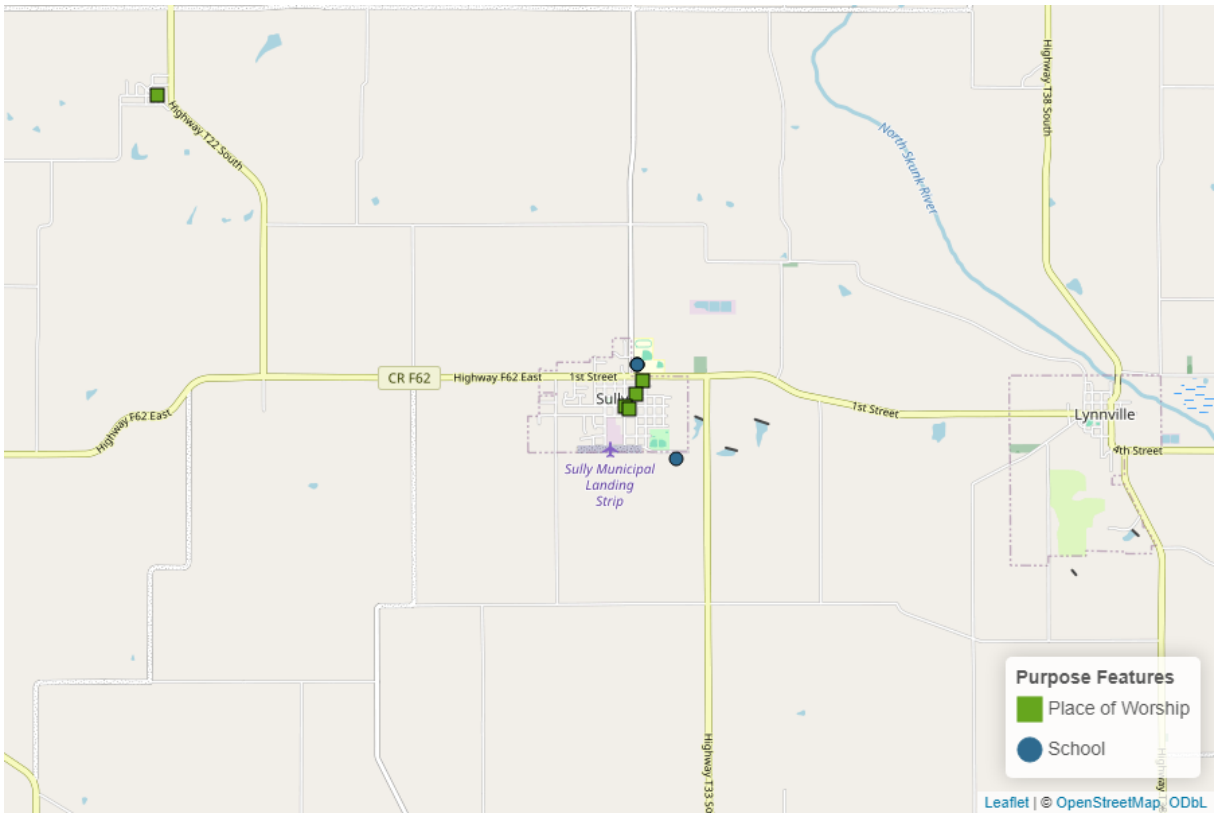 Highway T22 South
North Skunk River
Highway T38 South
CR F62
Highway F62 East
1st Street
Highway F62 East
Sully
1st Street
Lynnville
4th Street
Sully Municipal
Landing
Strip
Highway T33 So
Purpose Features
Place of Worship
School
Leaflet | © OpenStreetMap, ODbL